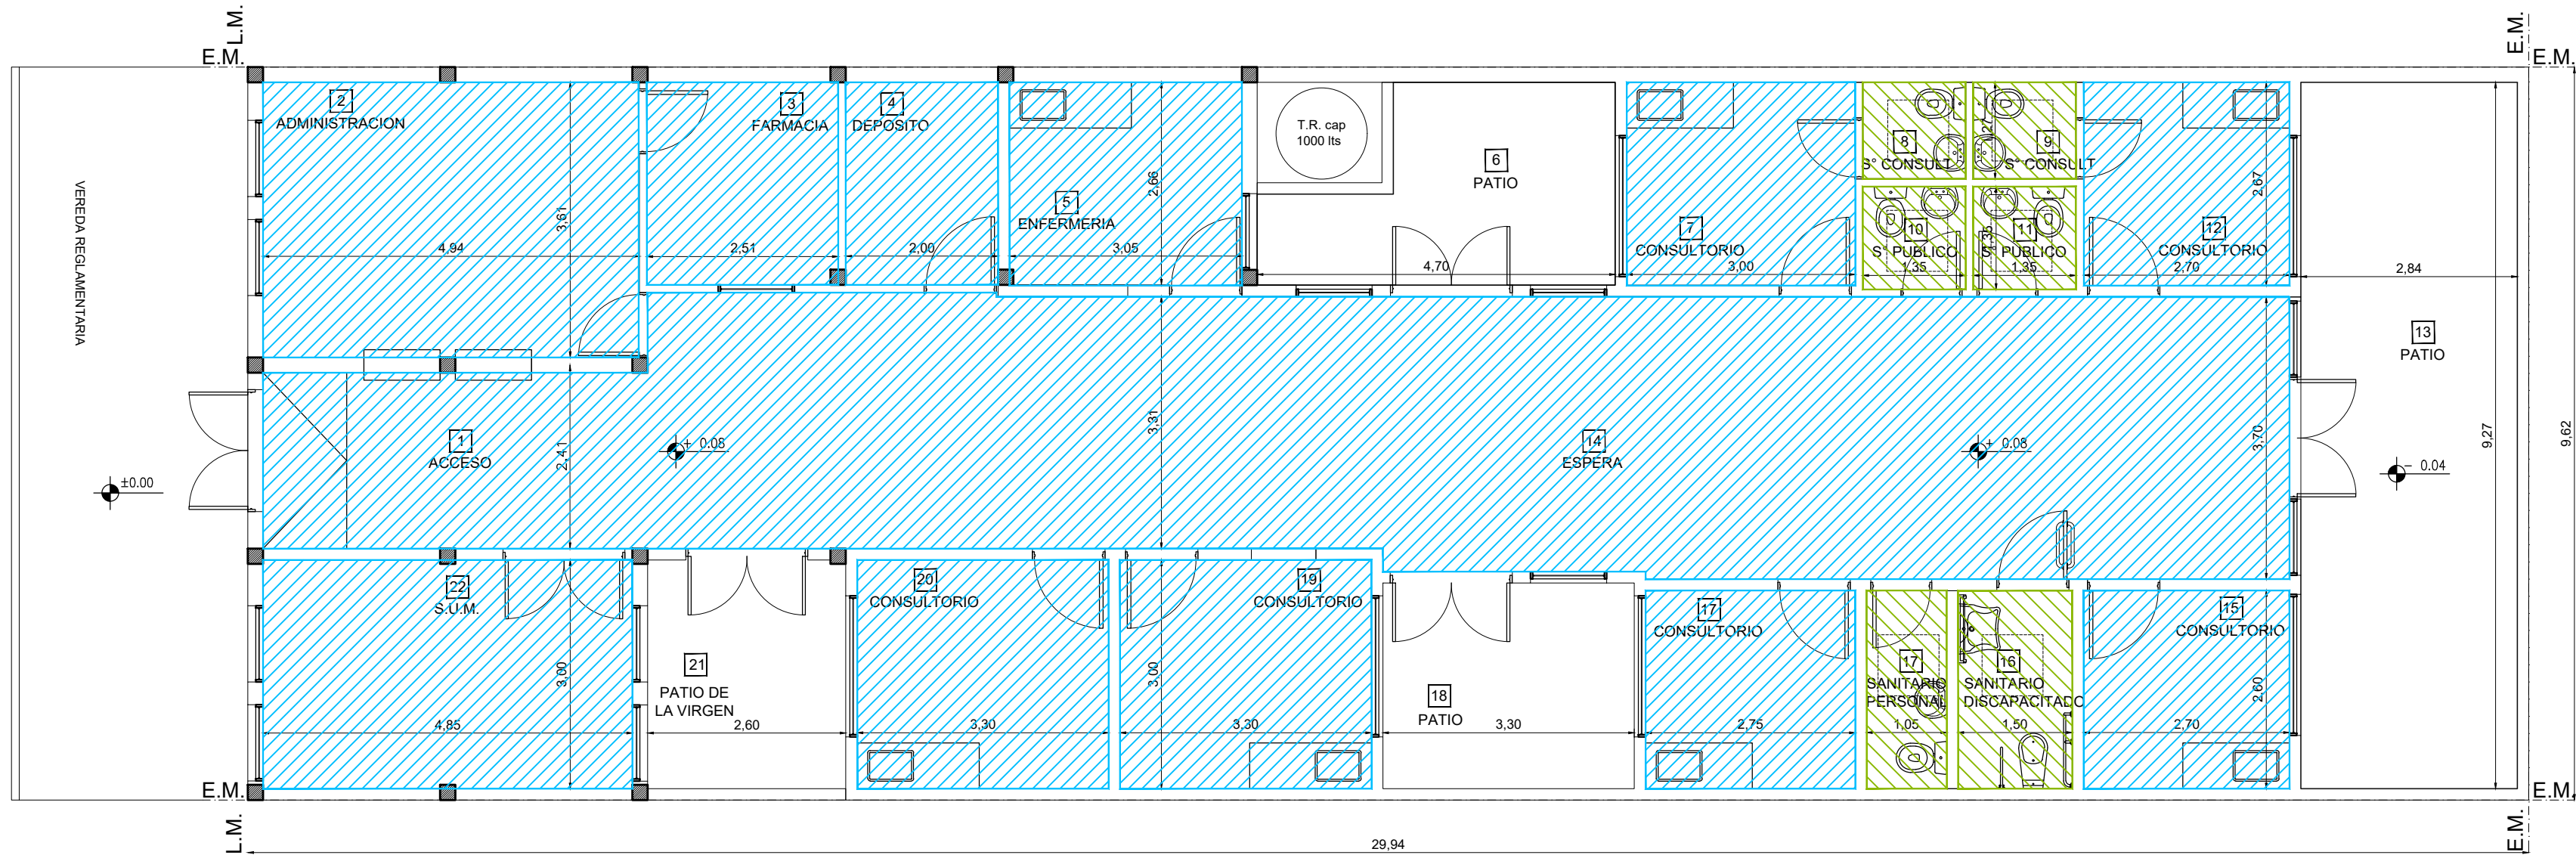 L.M.
E.M.
E.M.
E.M.
2
ADMINISTRACION
3
FARMACIA
4
DEPOSITO
5
ENFERMERIA
T.R. cap
1000 lts
6
PATIO
7
CONSULTORIO
8
S° CONSULT
9
S° CONSULT
10
S° PUBLICO
11
S° PUBLICO
12
CONSULTORIO
3,61
4,94
2,51
2,00
2,66
3,05
4,70
3,00
1,35
1,35
1,35
2,67
2,70
2,84
VEREDA REGLAMENTARIA
13
PATIO
1
ACCESO
2,41
+ 0.08
3,31
14
ESPERA
+ 0.08
3,70
9,27
9,62
±0.00
- 0.04
22
S.U.M.
4,85
3,00
21
PATIO DE
LA VIRGEN
2,60
20
CONSULTORIO
3,30
19
CONSULTORIO
3,00
3,30
18
PATIO
3,30
17
CONSULTORIO
2,75
17
SANITARIO
PERSONAL
1,05
16
SANITARIO
DISCAPACITADO
1,50
15
CONSULTORIO
2,60
2,70
E.M.
E.M.
L.M.
E.M.
29,94